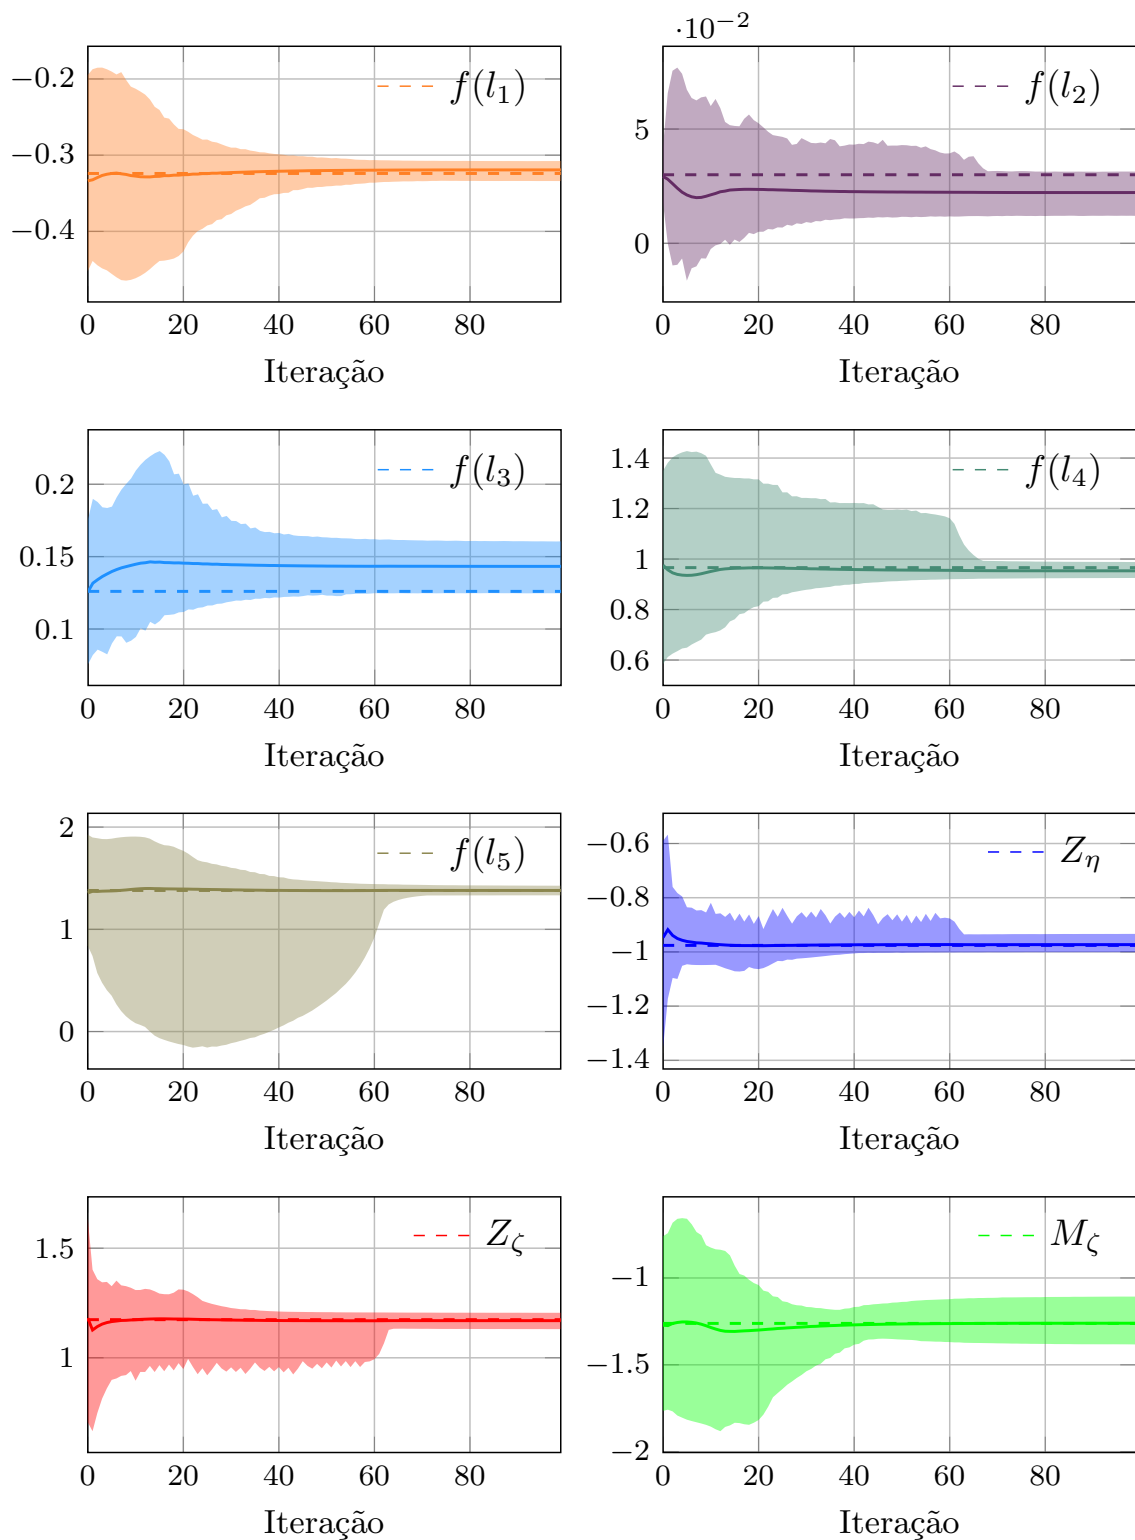 ·10⁻²
−0.2
−0.3
−0.4
f(l₁)
0 20 40 60 80
Iteração
5
0
f(l₂)
0 20 40 60 80
Iteração
0.2
0.15
0.1
f(l₃)
0 20 40 60 80
Iteração
1.4
1.2
1
0.8
0.6
f(l₄)
0 20 40 60 80
Iteração
2
1
0
f(l₅)
0 20 40 60 80
Iteração
−0.6
−0.8
−1
−1.2
−1.4
Z_η
0 20 40 60 80
Iteração
1.5
1
Z_ζ
0 20 40 60 80
Iteração
−1
−1.5
−2
M_ζ
0 20 40 60 80
Iteração